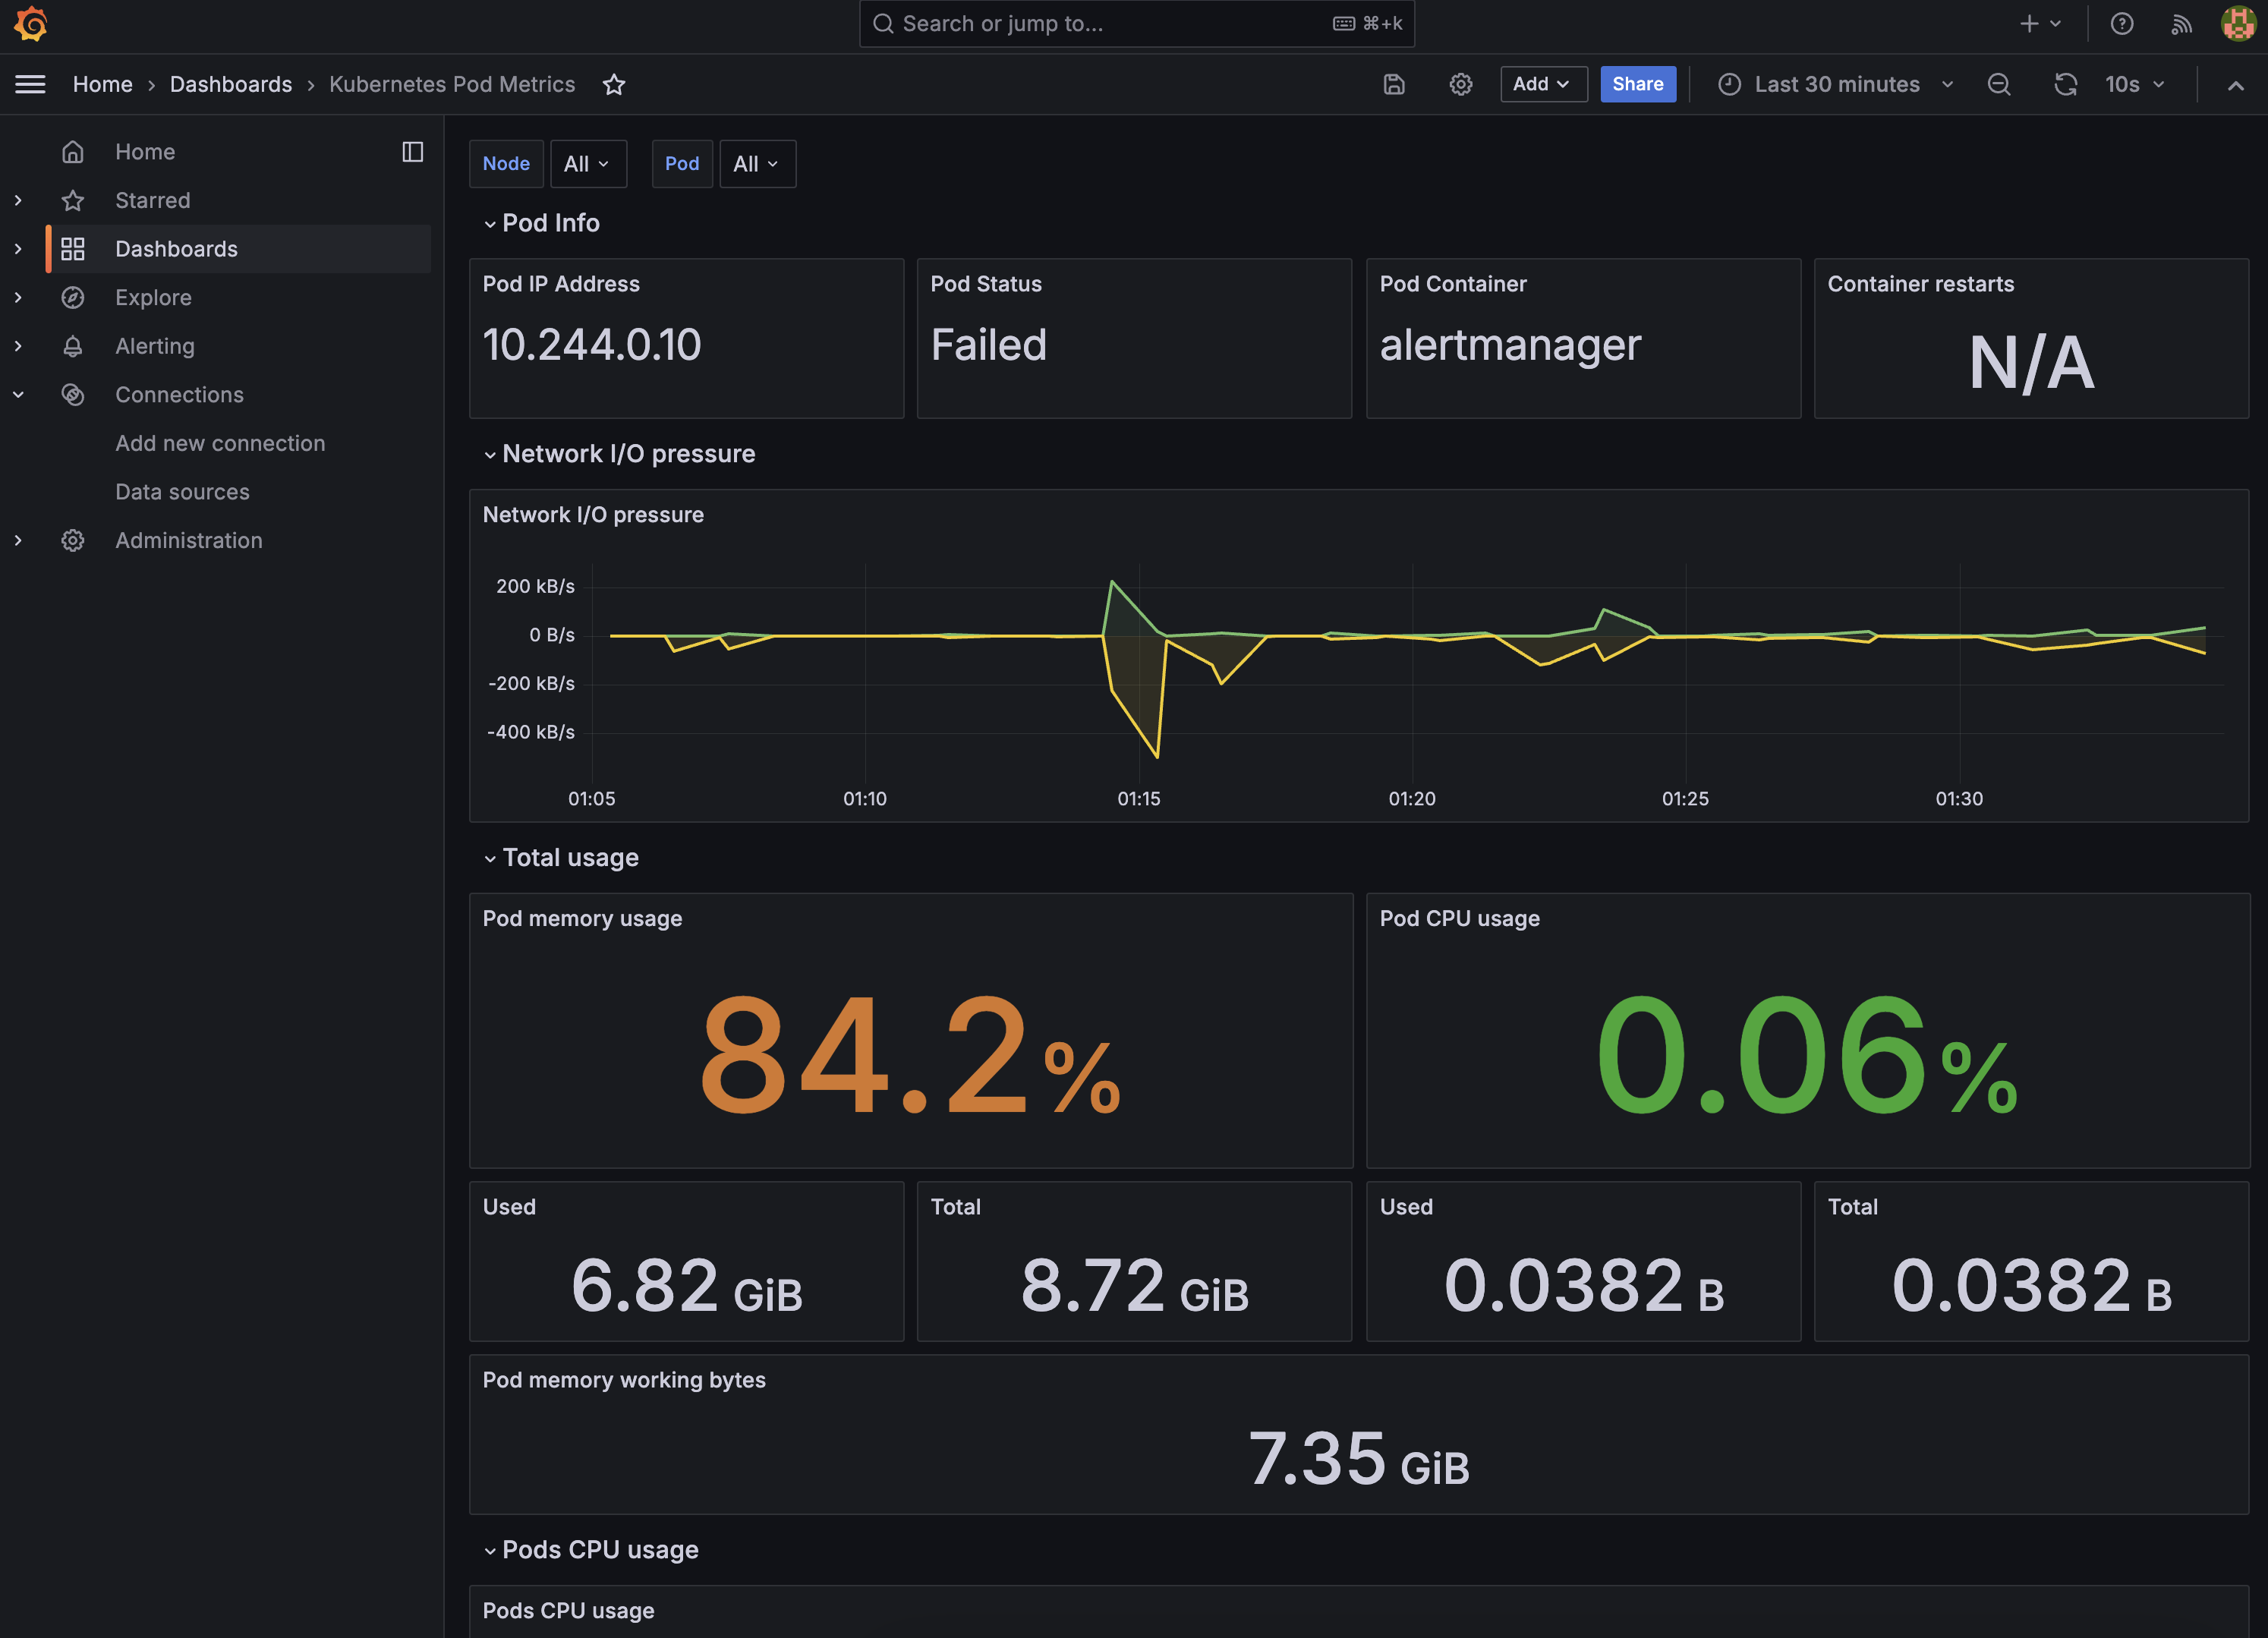 Search or jump to... ⌘+k
Home › Dashboards › Kubernetes Pod Metrics
Add
Share
Last 30 minutes
10s
Home
Starred
Dashboards
Explore
Alerting
Connections
Add new connection
Data sources
Administration
Node All Pod All
Pod Info
Pod IP Address
10.244.0.10
Pod Status
Failed
Pod Container
alertmanager
Container restarts
N/A
Network I/O pressure
Network I/O pressure
200 kB/s
0 B/s
-200 kB/s
-400 kB/s
01:05 01:10 01:15 01:20 01:25 01:30
Total usage
Pod memory usage
84.2%
Pod CPU usage
0.06%
Used
6.82 GiB
Total
8.72 GiB
Used
0.0382 B
Total
0.0382 B
Pod memory working bytes
7.35 GiB
Pods CPU usage
Pods CPU usage